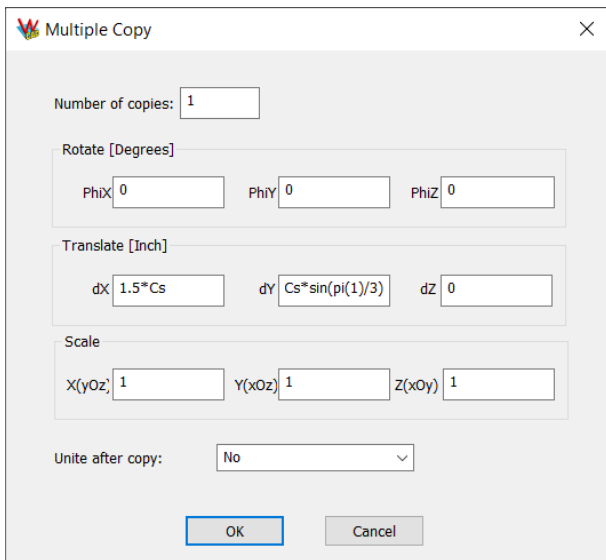 Multiple Copy
Number of copies: 1
Rotate [Degrees]
PhiX 0 PhiY 0 PhiZ 0
Translate [Inch]
dX 1.5*Cs dY Cs*sin(pi(1)/3) dZ 0
Scale
X(yOz) 1 Y(xOz) 1 Z(xOy) 1
Unite after copy: No
OK Cancel